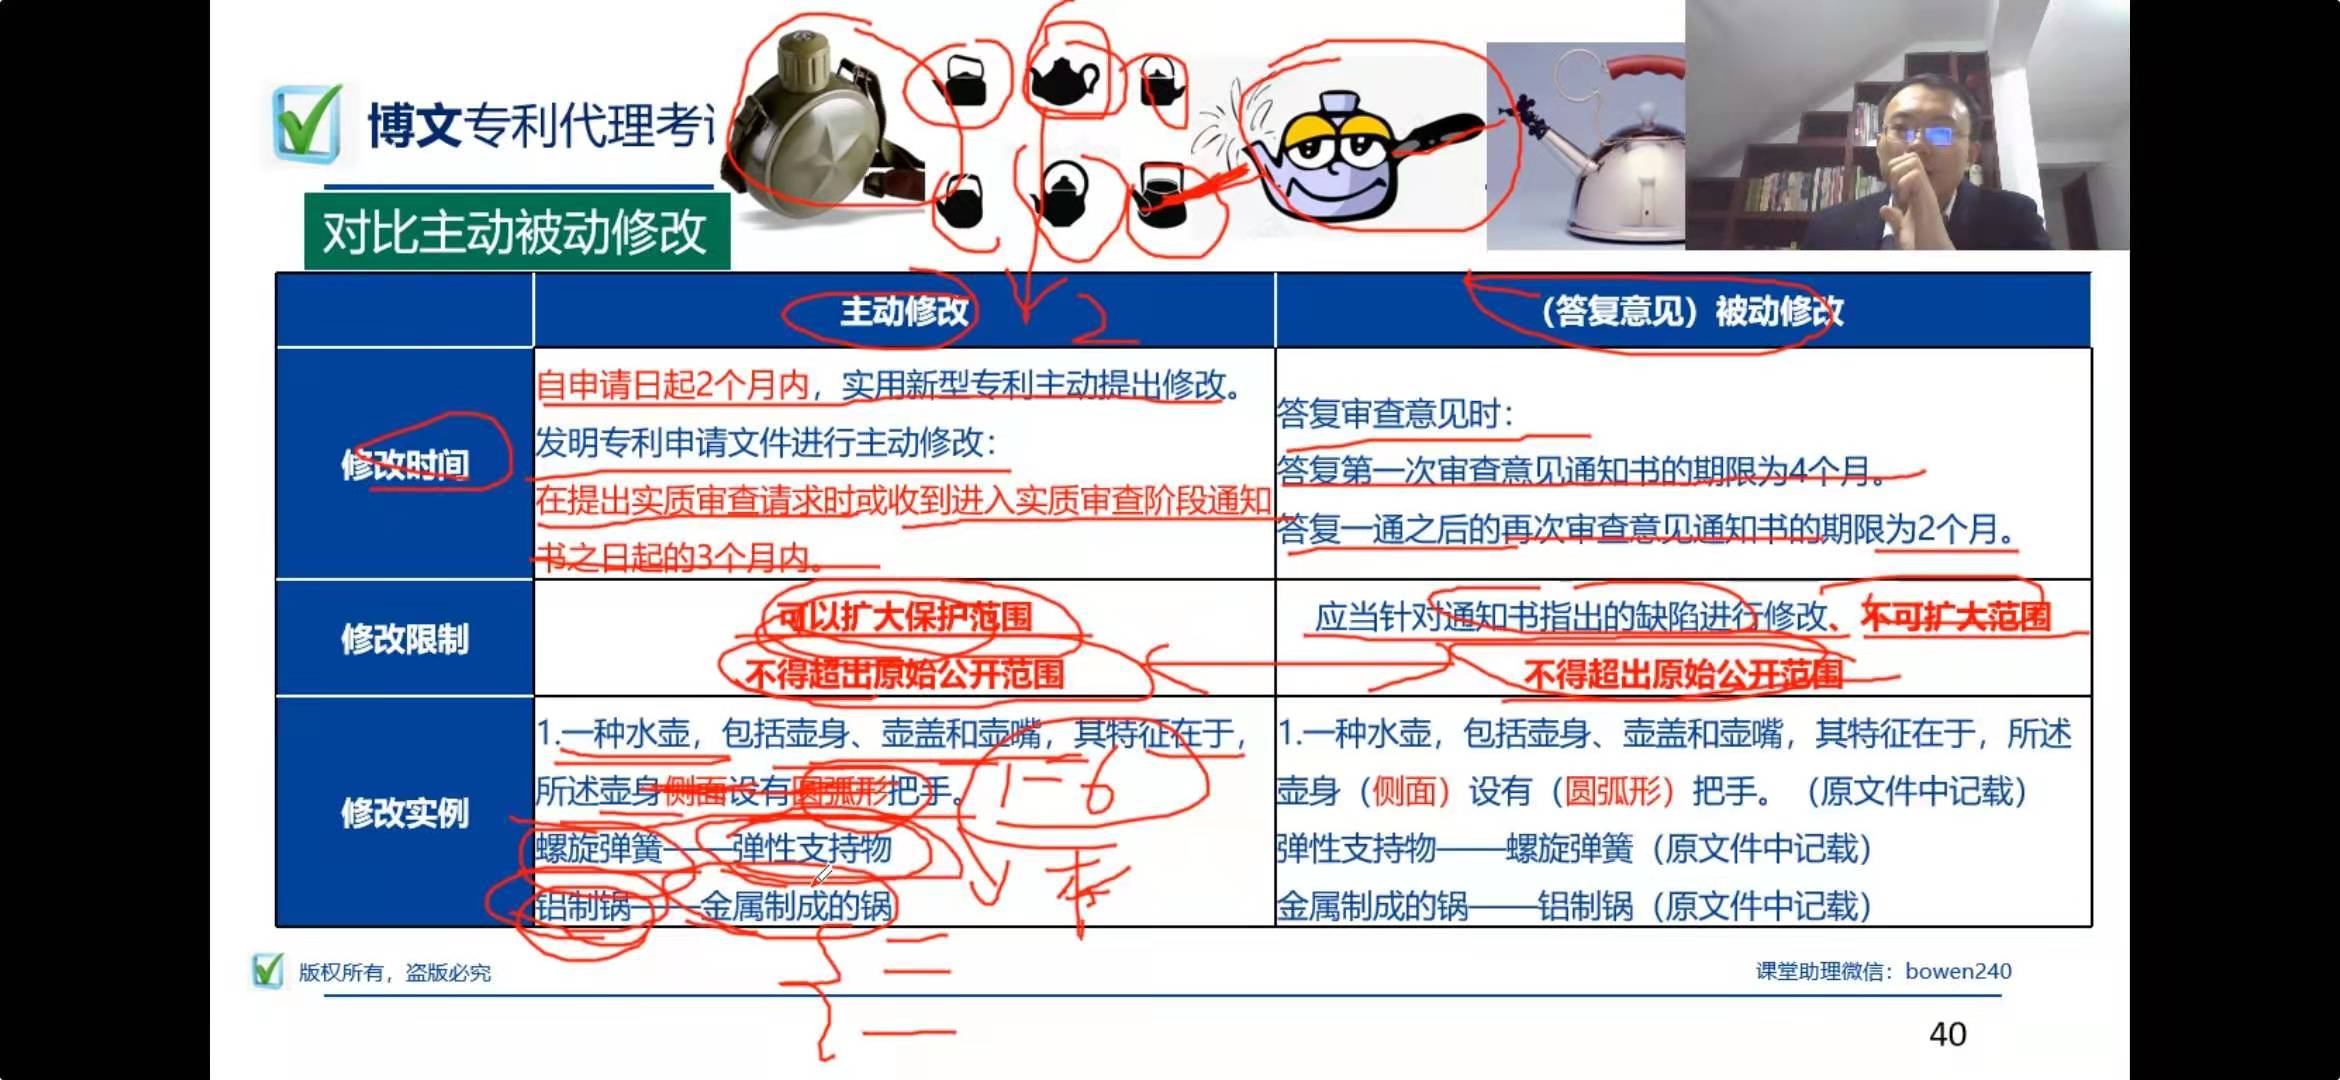 博文专利代理考
对比主动被动修改
主动修改
(答复意见)被动修改
2
修改时间
自申请日起2个月内，实用新型专利主动提出修改。
发明专利申请文件进行主动修改：
在提出实质审查请求时或收到进入实质审查阶段通知
书之日起的3个月内。
答复审查意见时：
答复第一次审查意见通知书的期限为4个月。
答复一通之后的再次审查意见通知书的期限为2个月。
修改限制
可以扩大保护范围
不得超出原始公开范围
应当针对通知书指出的缺陷进行修改、不可扩大范围
不得超出原始公开范围
修改实例
1.一种水壶，包括壶身、壶盖和壶嘴，其特征在于，
所述壶身侧面设有圆弧形把手。
螺旋弹簧——弹性支持物
铝制锅——金属制成的锅
1-6
1.一种水壶，包括壶身、壶盖和壶嘴，其特征在于，所述
壶身（侧面）设有（圆弧形）把手。（原文件中记载）
弹性支持物——螺旋弹簧（原文件中记载）
金属制成的锅——铝制锅（原文件中记载）
版权所有，盗版必究
课堂助理微信：bowen240
40